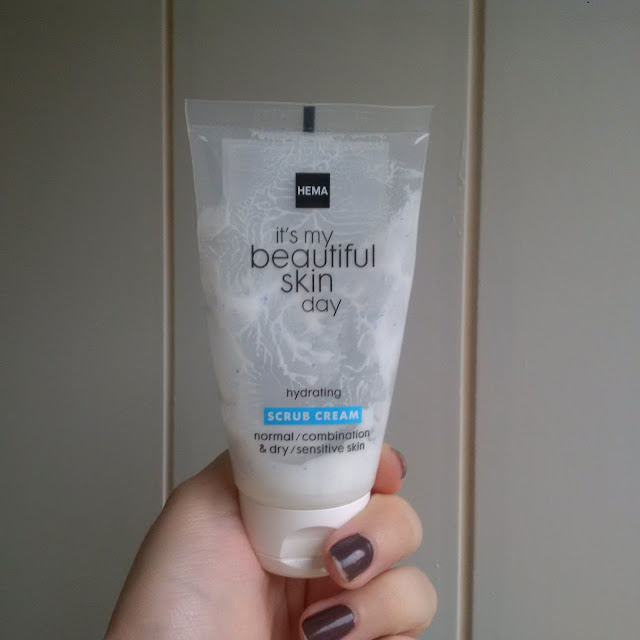 HEMA
it's my
beautiful
skin
day
hydrating
SCRUB CREAM
normal/combination
& dry/sensitive skin